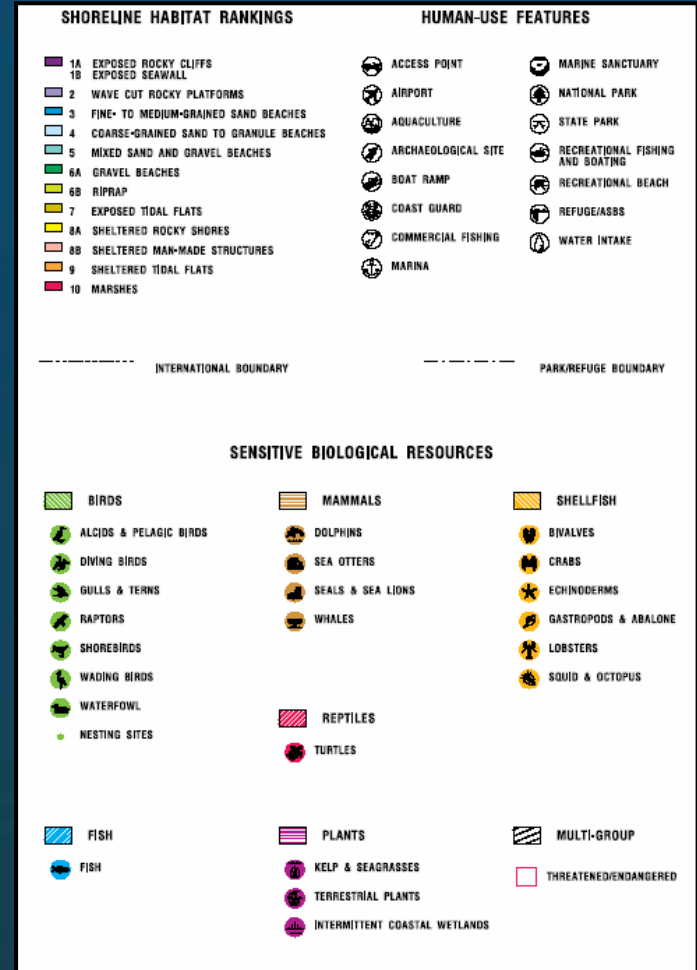 SHORELINE HABITAT RANKINGS
1A EXPOSED ROCKY CLIFFS
1B EXPOSED SEAWALL
2 WAVE CUT ROCKY PLATFORMS
3 FINE- TO MEDIUM-GRAINED SAND BEACHES
4 COARSE-GRAINED SAND TO GRANULE BEACHES
5 MIXED SAND AND GRAVEL BEACHES
6A GRAVEL BEACHES
6B RIPRAP
7 EXPOSED TIDAL FLATS
8A SHELTERED ROCKY SHORES
8B SHELTERED MAN-MADE STRUCTURES
9 SHELTERED TIDAL FLATS
10 MARSHES
HUMAN-USE FEATURES
ACCESS POINT
AIRPORT
AQUACULTURE
ARCHAEOLOGICAL SITE
BOAT RAMP
COAST GUARD
COMMERCIAL FISHING
MARINA
MARINE SANCTUARY
NATIONAL PARK
STATE PARK
RECREATIONAL FISHING
AND BOATING
RECREATIONAL BEACH
REFUGE/ASBS
WATER INTAKE
INTERNATIONAL BOUNDARY
PARK/REFUGE BOUNDARY
SENSITIVE BIOLOGICAL RESOURCES
BIRDS
ALCIDS & PELAGIC BIRDS
DIVING BIRDS
GULLS & TERNS
RAPTORS
SHOREBIRDS
WADING BIRDS
WATERFOWL
NESTING SITES
MAMMALS
DOLPHINS
SEA OTTERS
SEALS & SEA LIONS
WHALES
REPTILES
TURTLES
SHELLFISH
BIVALVES
CRABS
ECHINODERMS
GASTROPODS & ABALONE
LOBSTERS
SQUID & OCTOPUS
FISH
FISH
PLANTS
KELP & SEAGRASSES
TERRESTRIAL PLANTS
INTERMITTENT COASTAL WETLANDS
MULTI-GROUP
THREATENED/ENDANGERED